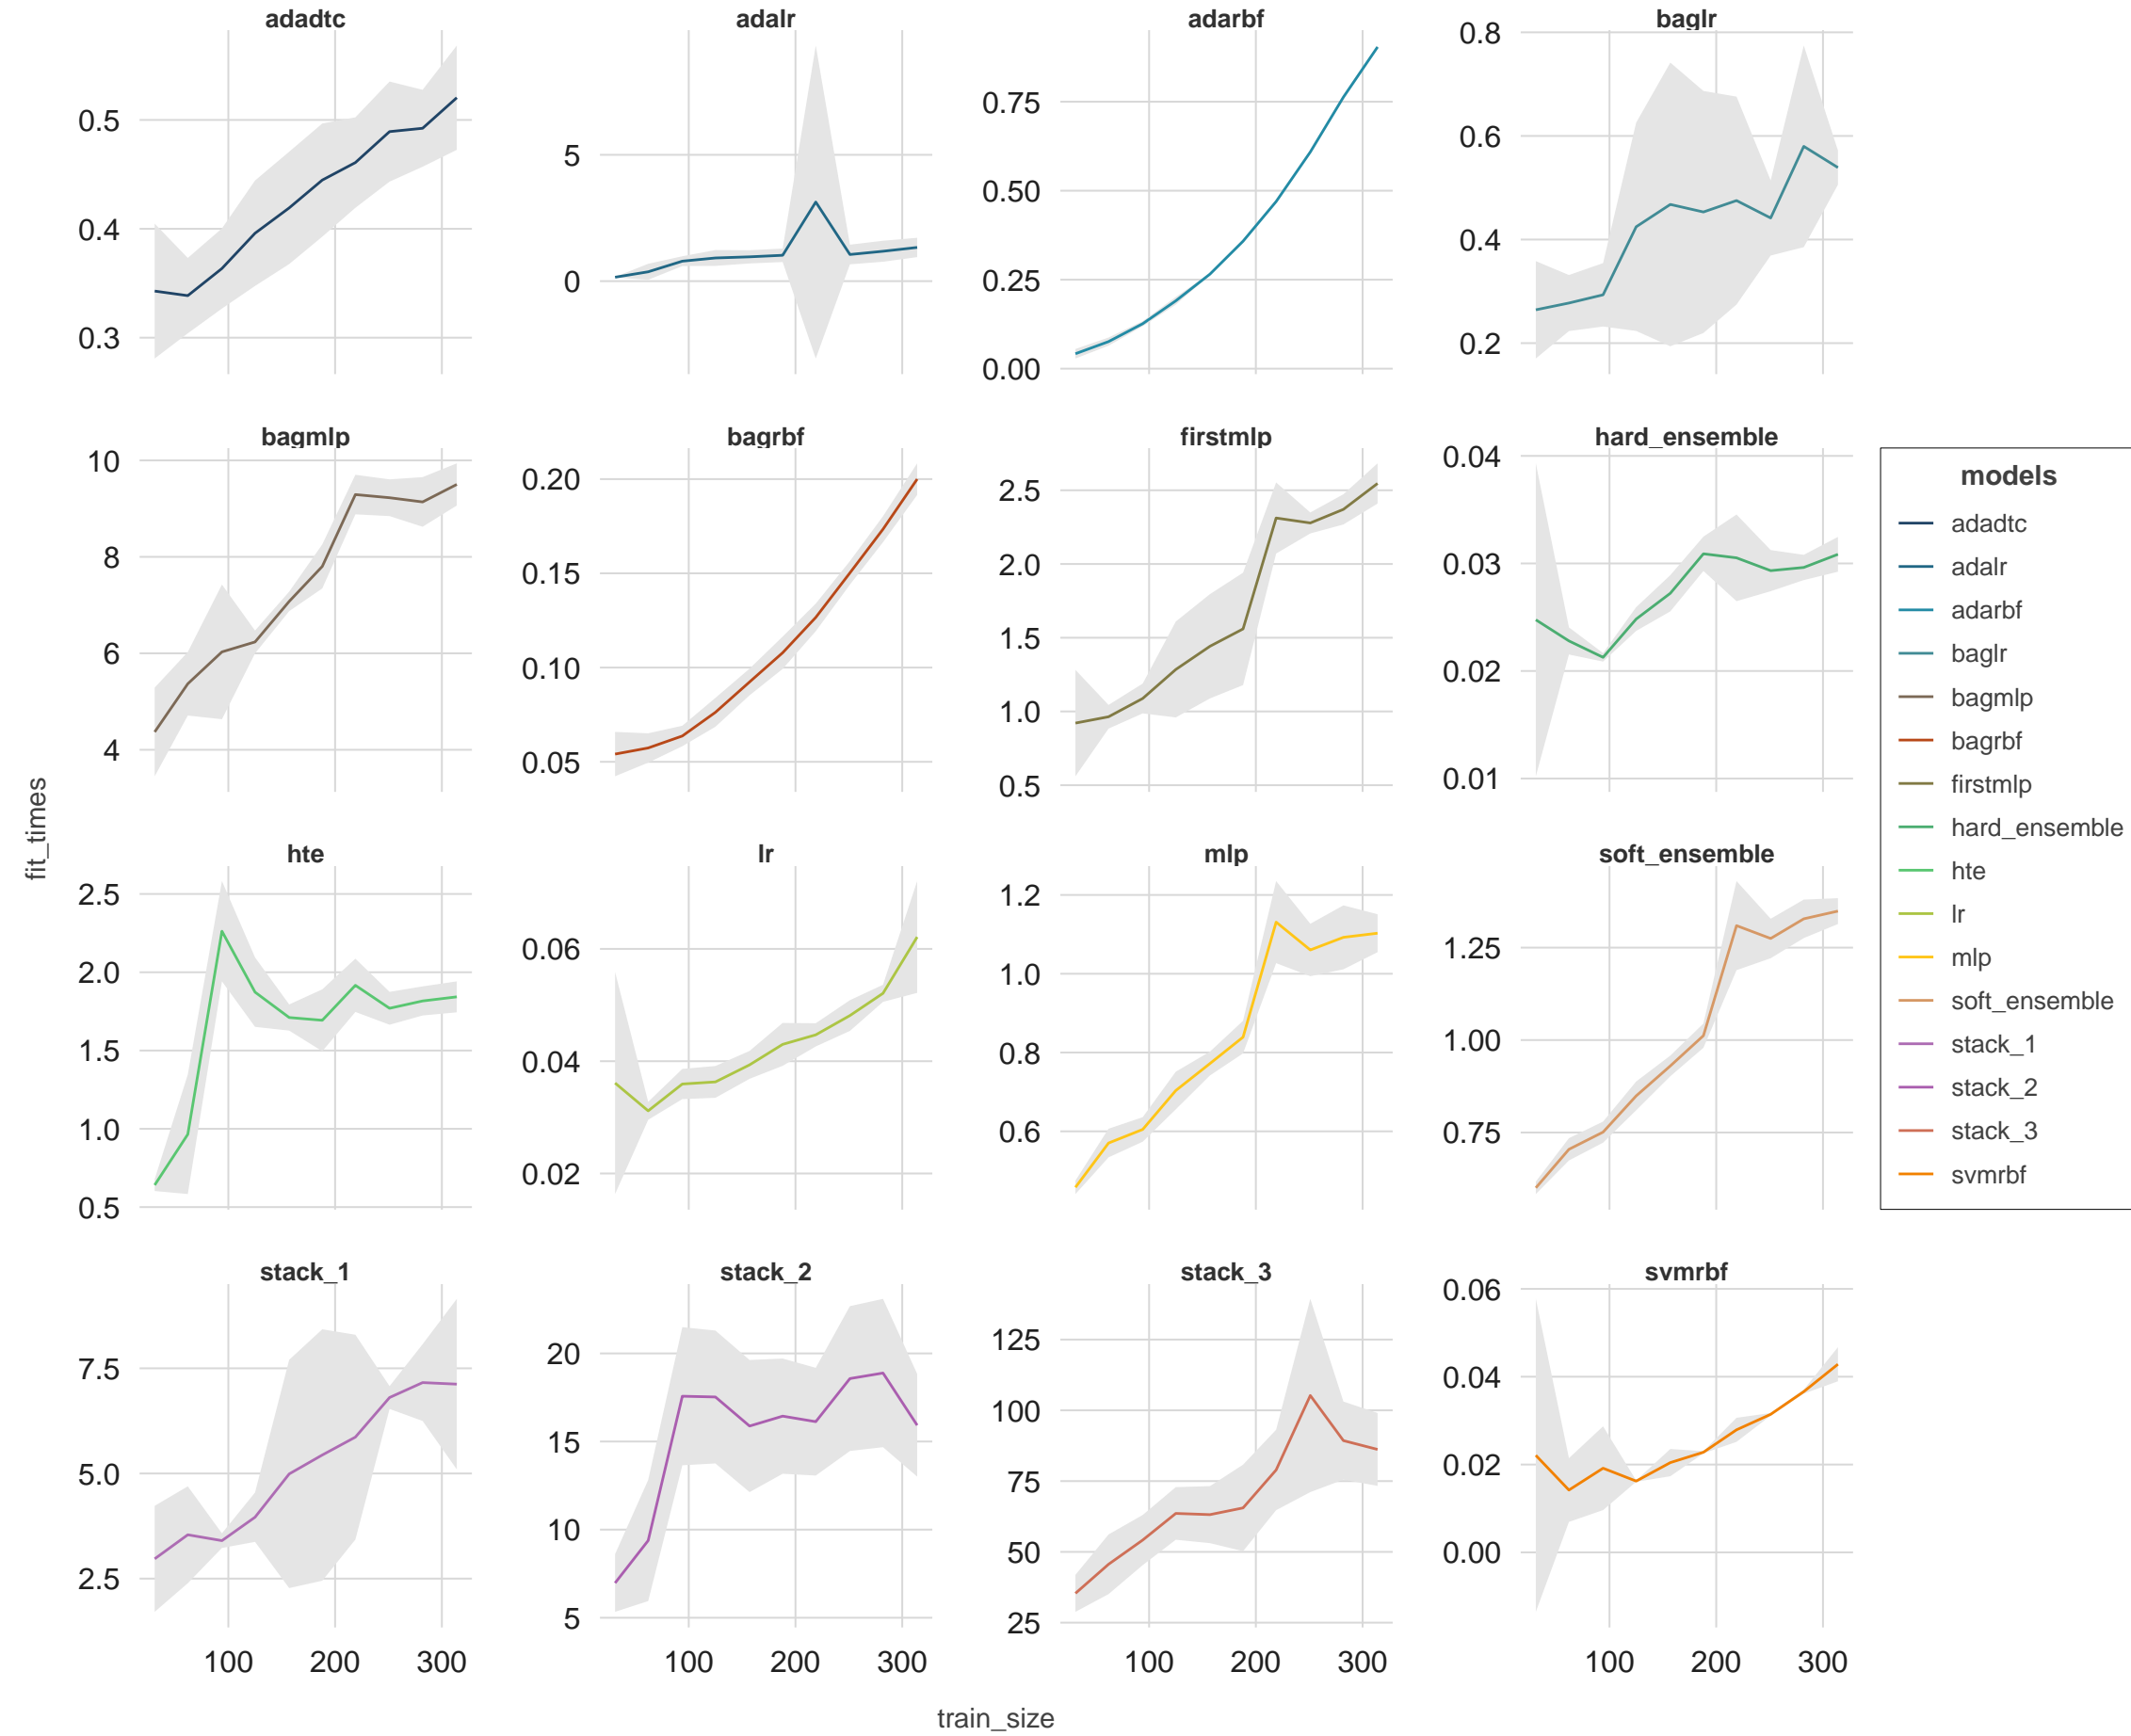 adadtc adalr adarbf baglr
0.5
0.4
0.3
5
0
0.75
0.50
0.25
0.00
0.8
0.6
0.4
0.2
bagmlp bagrbf firstmlp hard_ensemble
10
8
6
4
0.20
0.15
0.10
0.05
2.5
2.0
1.5
1.0
0.5
0.04
0.03
0.02
0.01
hte lr mlp soft_ensemble
2.5
2.0
1.5
1.0
0.5
0.06
0.04
0.02
1.2
1.0
0.8
0.6
1.25
1.00
0.75
stack_1 stack_2 stack_3 svmrbf
7.5
5.0
2.5
20
15
10
5
125
100
75
50
25
0.06
0.04
0.02
0.00
100 200 300 100 200 300 100 200 300 100 200 300
train_size
fit_times
models
adadtc
adalr
adarbf
baglr
bagmlp
bagrbf
firstmlp
hard_ensemble
hte
lr
mlp
soft_ensemble
stack_1
stack_2
stack_3
svmrbf